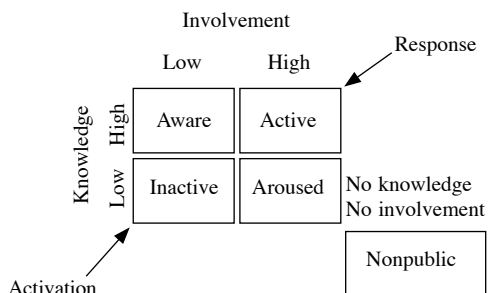 Involvement
Response
Low High
Knowledge
High
Aware Active
Low
Inactive Aroused
No knowledge
No involvement
Nonpublic
Activation